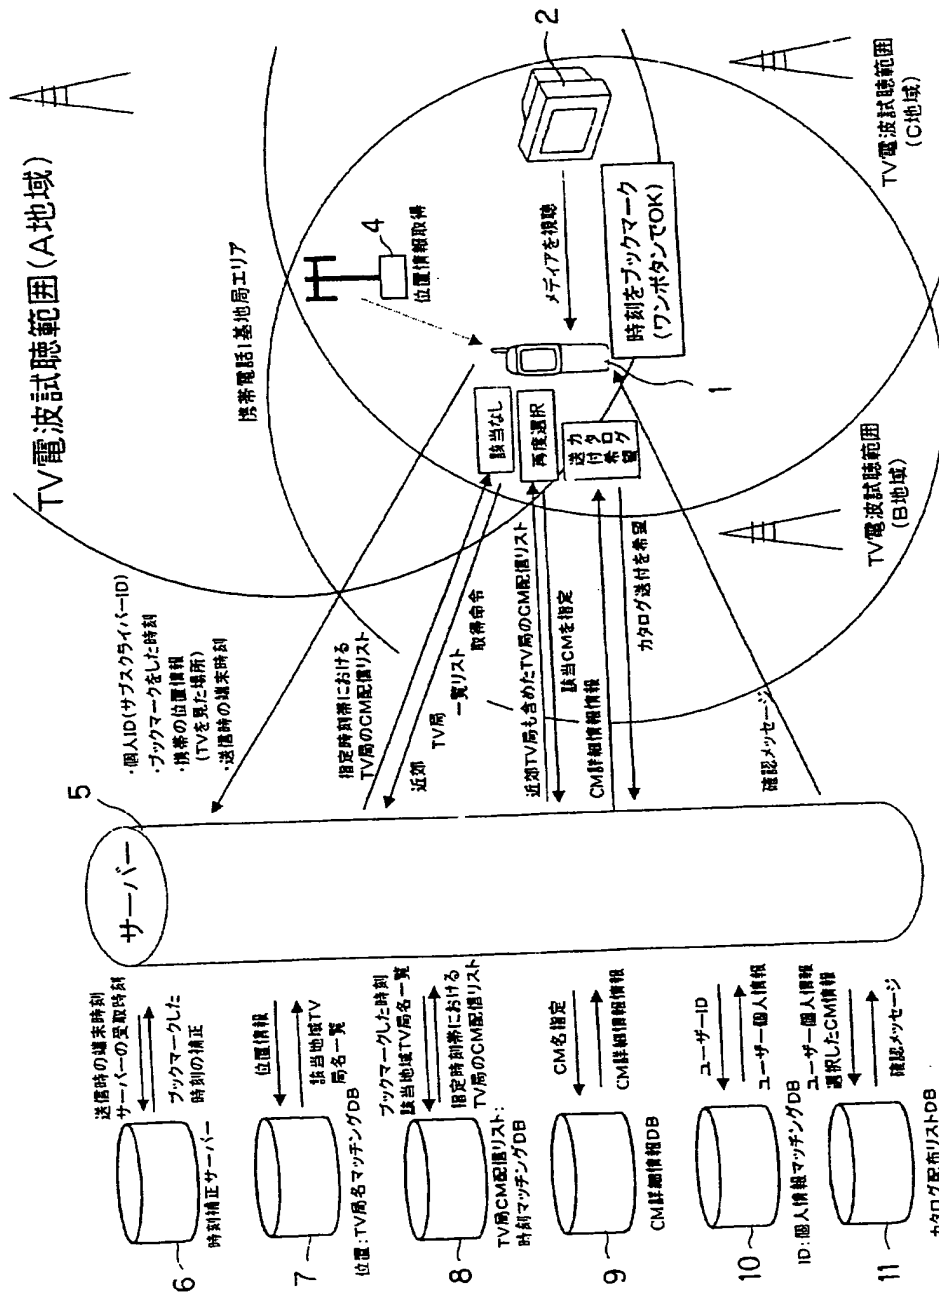 TV電波試聴範囲(A地域)
携帯電話1基地局エリア
4
位置情報取得
2
メディアを視聴
時刻をブックマーク
(ワンボタンでOK)
1
TV電波試聴範囲
(C地域)
TV電波試聴範囲
(B地域)
該当なし
再度選択
カタログ
送付希望
・個人ID(サブスクライバーID)
・ブックマークをした時刻
・携帯の位置情報
(TVを見た場所)
・送信時の端末時刻
指定時刻帯における
TV局のCM配信リスト
近郊 TV局 一覧リスト 取得命令
近郊TV局も含めたTV局のCM配信リスト
該当CMを指定
CM詳細情報情報
カタログ送付を希望
確認メッセージ
5
サーバー
送信時の端末時刻
サーバーの受取時刻
ブックマークした
時刻の補正
時刻補正サーバー
6
位置情報
該当地域TV
局名一覧
位置:TV局名マッチングDB
7
ブックマークした時刻
該当地域TV局名一覧
指定時刻帯における
TV局のCM配信リスト
TV局CM配信リスト:
時刻マッチングDB
8
CM名指定
CM詳細情報情報
CM詳細情報DB
9
ユーザーID
ユーザー個人情報
ID:個人情報マッチングDB
10
ユーザー個人情報
選択したCM情報
確認メッセージ
カタログ配布リストDB
11